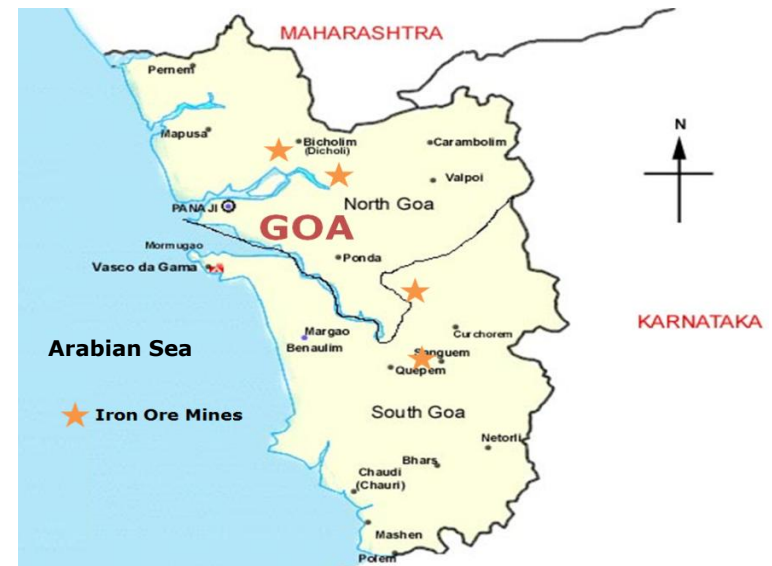 MAHARASHTRA
Pernem
Mapusa
Bicholim
(Dicholi)
Carambolim
Valpoi
N
PANAJI
North Goa
GOA
Mormugao
Ponda
Vasco da Gama
KARNATAKA
Margao
Curchorem
Arabian Sea
Benaulim
Sanguem
Quepem
Iron Ore Mines
South Goa
Netorli
Bhars
Chaudi
(Chauri)
Mashen
Polem